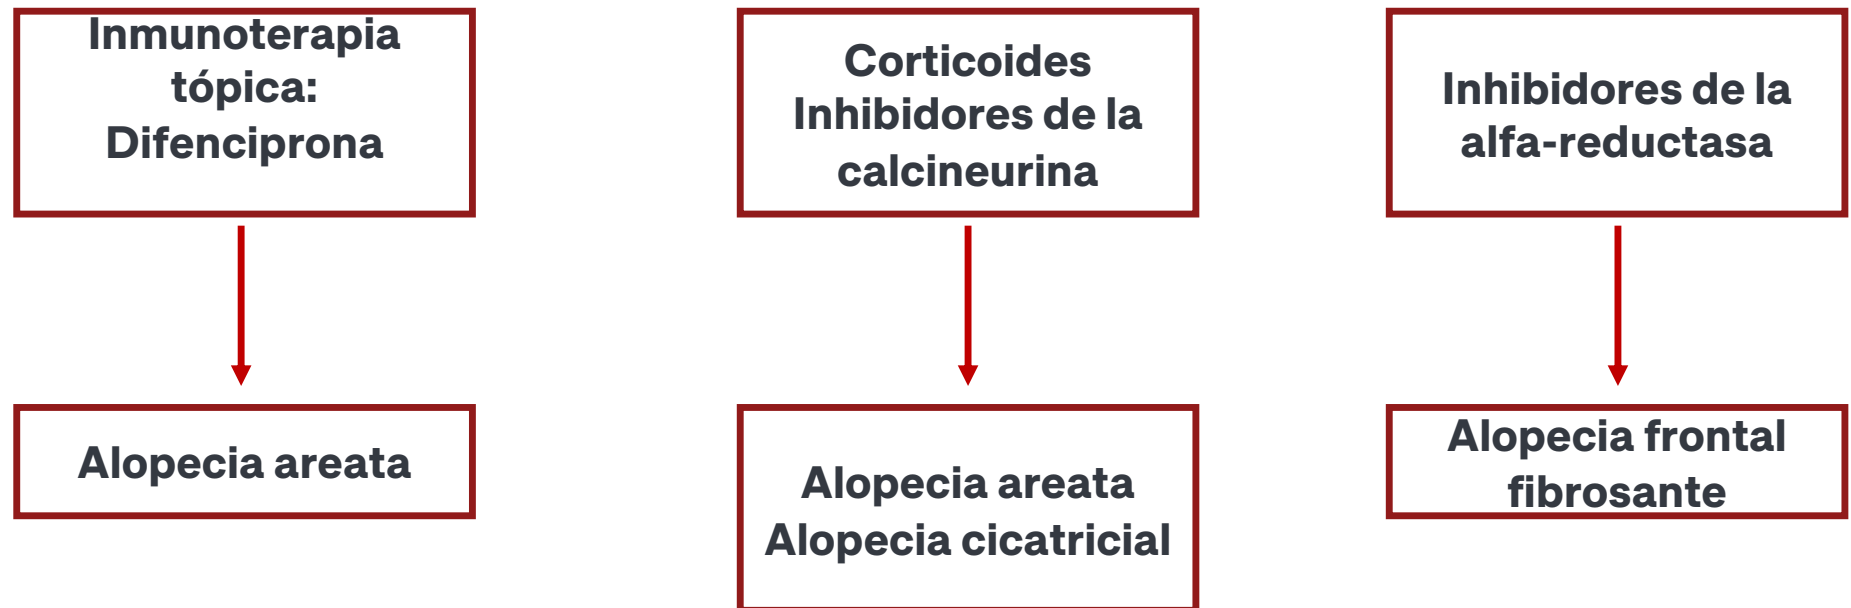 Inmunoterapia
tópica:
Difenciprona
Corticoides
Inhibidores de la
calcineurina
Inhibidores de la
alfa-reductasa
Alopecia areata
Alopecia areata
Alopecia cicatricial
Alopecia frontal
fibrosante